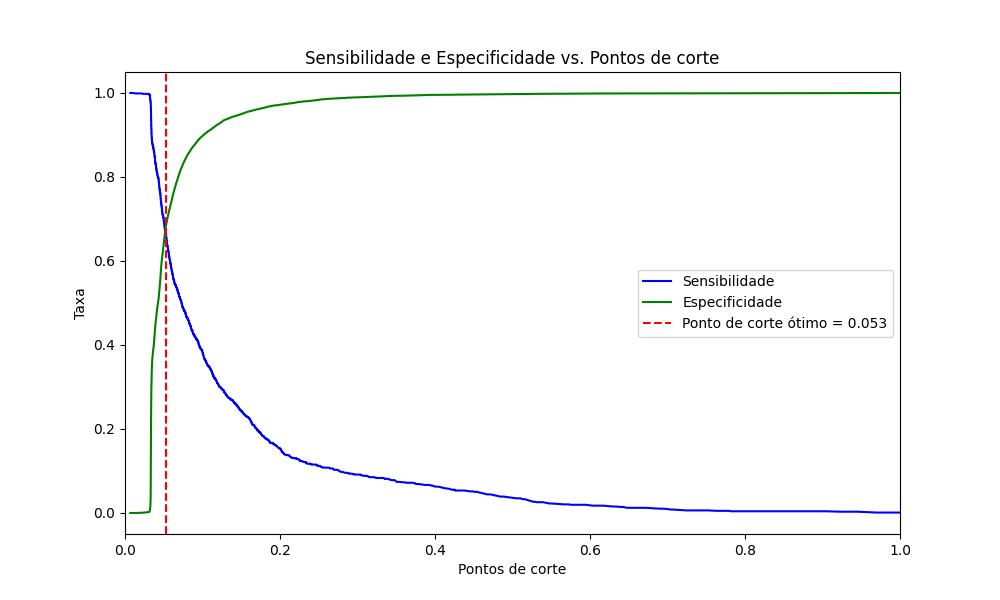 Sensibilidade e Especificidade vs. Pontos de corte
1.0
0.8
0.6
0.4
0.2
0.0
Taxa
Sensibilidade
Especificidade
Ponto de corte ótimo = 0.053
0.0 0.2 0.4 0.6 0.8 1.0
Pontos de corte